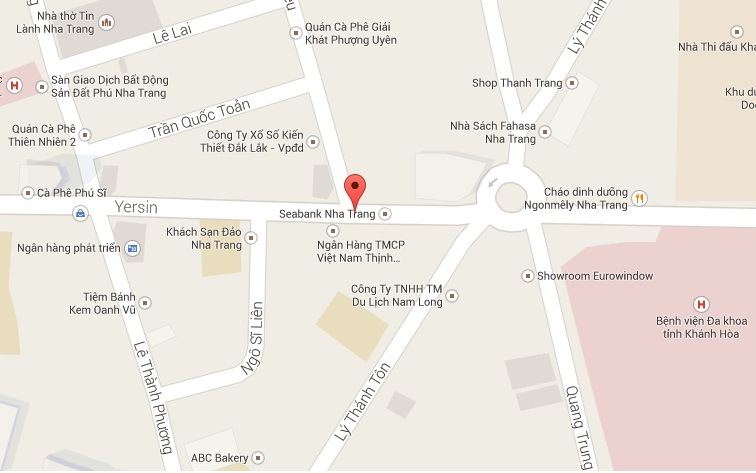 Nhà thờ Tin
Lành Nha Trang
Lê Lai
Quán Cà Phê Giải
Khát Phượng Uyên
Lý Thánh
Nhà Thi đấu Kha
Sàn Giao Dịch Bất Động
Sản Đất Phú Nha Trang
Shop Thanh Trang
Khu du
Doc
Trần Quốc Toản
Quán Cà Phê
Thiên Nhiên 2
Công Ty Xổ Số Kiến
Thiết Đắk Lắk - Vpđd
Nhà Sách Fahasa
Nha Trang
Cà Phê Phú Sĩ
Yersin
Seabank Nha Trang
Cháo dinh dưỡng
Ngonmêly Nha Trang
Khách Sạn Đảo
Nha Trang
Ngân hàng phát triển
Ngân Hàng TMCP
Việt Nam Thịnh...
Showroom Eurowindow
Công Ty TNHH TM
Du Lịch Nam Long
Tiệm Bánh
Kem Oanh Vũ
Ngô Sĩ Liên
Bệnh viện Đa khoa
tỉnh Khánh Hòa
Lê Thành Phương
Lý Thánh Tôn
Quang Trung
ABC Bakery